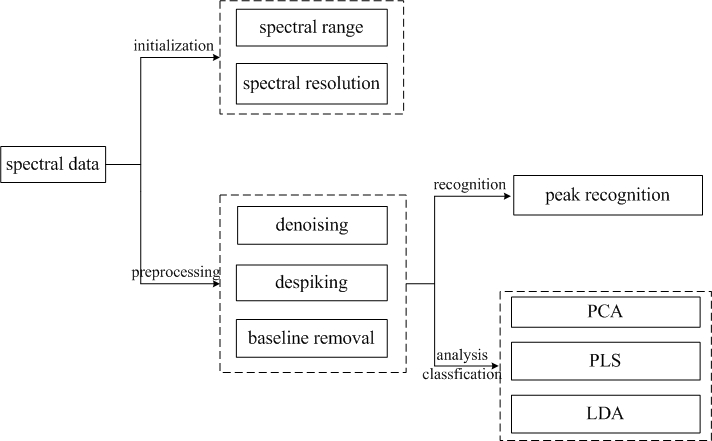 spectral range
initialization
spectral resolution
spectral data
recognition
peak recognition
denoising
preprocessing
despiking
baseline removal
PCA
analysis
classfication
PLS
LDA